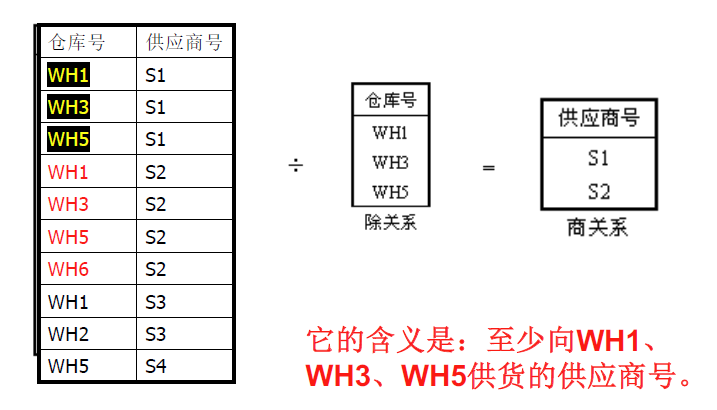 仓库号 供应商号
WH1 S1
WH3 S1
WH5 S1
WH1 S2
WH3 S2
WH5 S2
WH6 S2
WH1 S3
WH2 S3
WH5 S4
÷
仓库号
WH1
WH3
WH5
除关系
=
供应商号
S1
S2
商关系
它的含义是：至少向WH1、
WH3、WH5供货的供应商号。